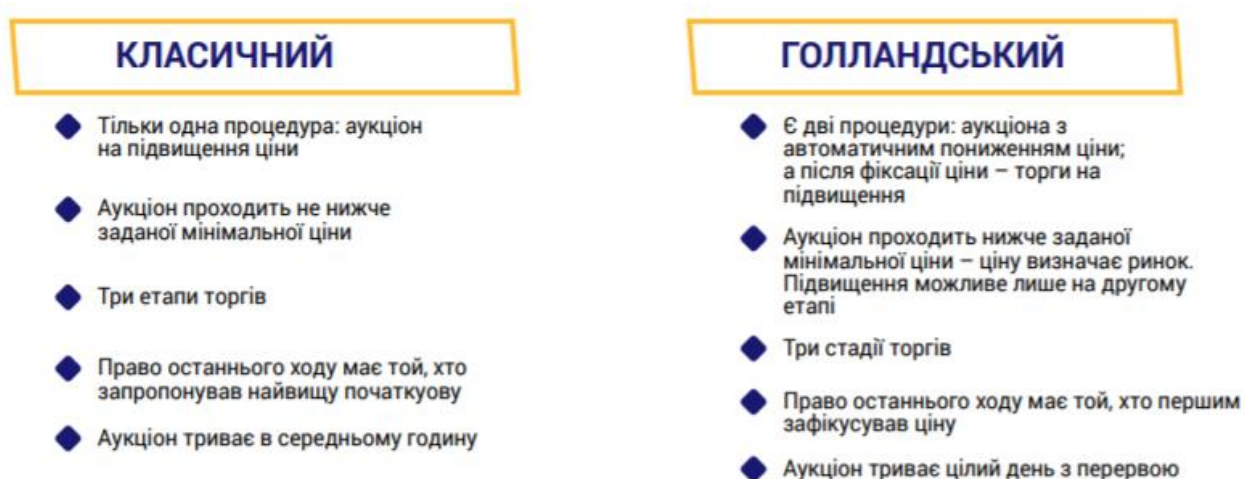 КЛАСИЧНИЙ
Тільки одна процедура: аукціон
на підвищення ціни
Аукціон проходить не нижче
заданої мінімальної ціни
Три етапи торгів
Право останнього ходу має той, хто
запропонував найвищу початкуову
Аукціон триває в середньому годину
ГОЛЛАНДСЬКИЙ
Є дві процедури: аукціона з
автоматичним пониженням ціни;
а після фіксації ціни – торги на
підвищення
Аукціон проходить нижче заданої
мінімальної ціни – ціну визначає ринок.
Підвищення можливе лише на другому
етапі
Три стадії торгів
Право останнього ходу має той, хто першим
зафікусував ціну
Аукціон триває цілий день з перервою